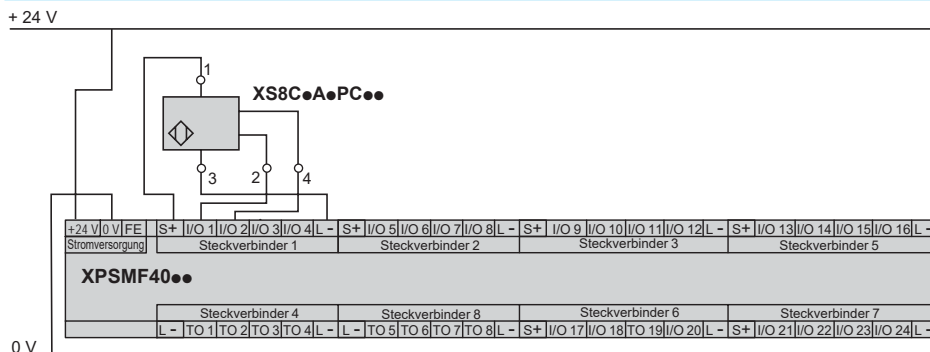 + 24 V
1
XS8C●A●PC●●
3
2
4
+24 V 0 V FE S+ I/O 1 I/O 2 I/O 3 I/O 4 L - S+ I/O 5 I/O 6 I/O 7 I/O 8 L - S+ I/O 9 I/O 10 I/O 11 I/O 12 L - S+ I/O 13 I/O 14 I/O 15 I/O 16 L -
Stromversorgung Steckverbinder 1 Steckverbinder 2 Steckverbinder 3 Steckverbinder 5
XPSMF40●●
Steckverbinder 4 Steckverbinder 8 Steckverbinder 6 Steckverbinder 7
L - TO 1 TO 2 TO 3 TO 4 L - L - TO 5 TO 6 TO 7 TO 8 L - S+ I/O 17 I/O 18 TO 19 I/O 20 L - S+ I/O 21 I/O 22 I/O 23 I/O 24 L -
0 V